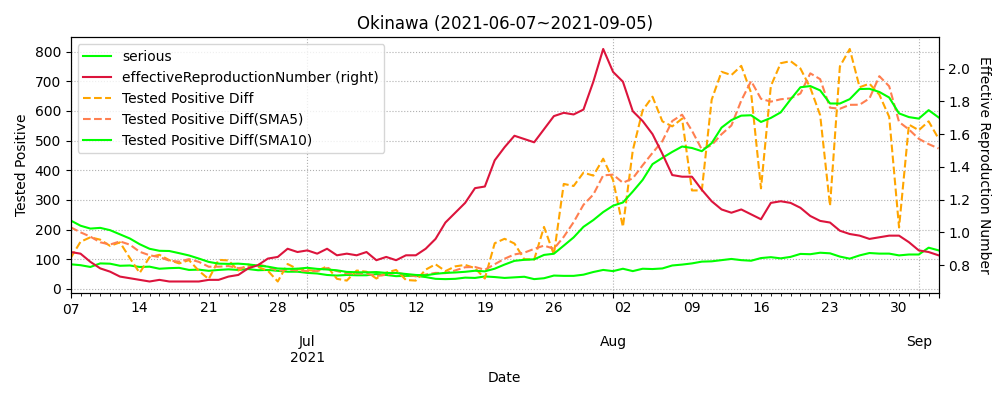 Okinawa (2021-06-07~2021-09-05)
serious
effectiveReproductionNumber (right)
Tested Positive Diff
Tested Positive Diff(SMA5)
Tested Positive Diff(SMA10)
Tested Positive
800
700
600
500
400
300
200
100
0
Effective Reproduction Number
2.0
1.8
1.6
1.4
1.2
1.0
0.8
07 14 21 28 05 12 19 26 02 09 16 23 30
Jul Aug Sep
2021
Date